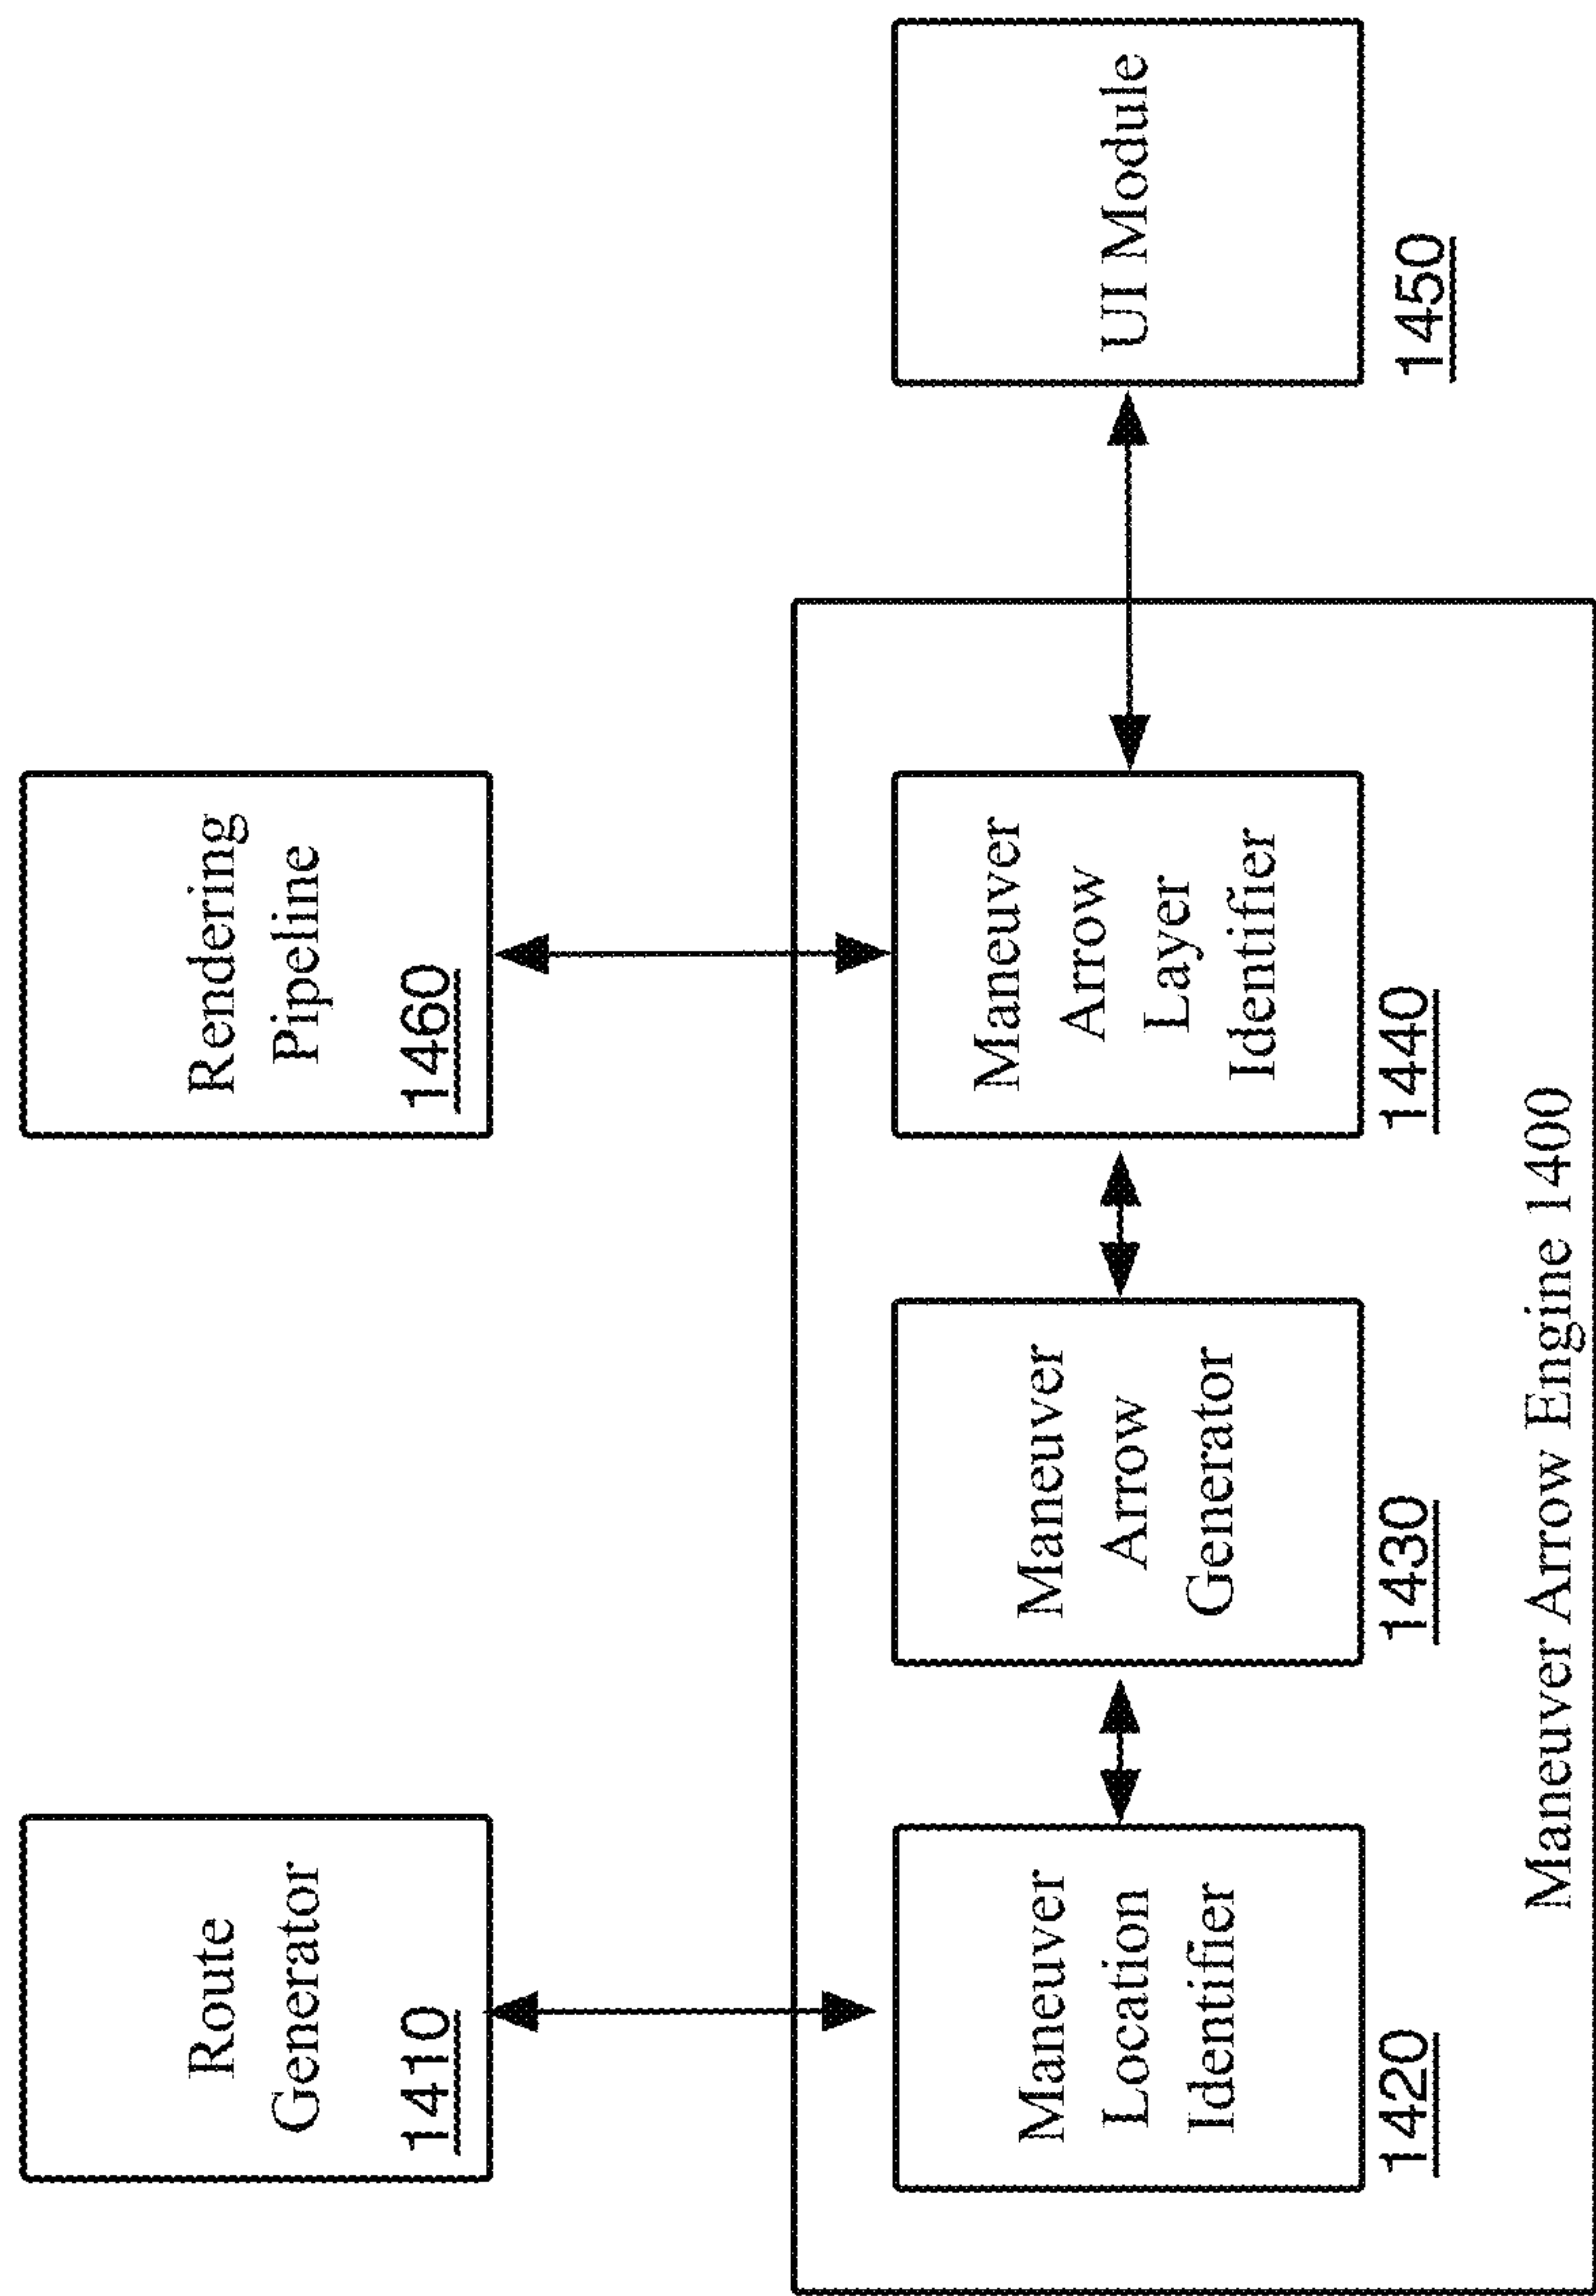 Route
Generator
1410
Rendering
Pipeline
1460
Maneuver
Location
Identifier
1420
Maneuver
Arrow
Generator
1430
Maneuver
Arrow
Layer
Identifier
1440
UI Module
1450
Maneuver Arrow Engine 1400